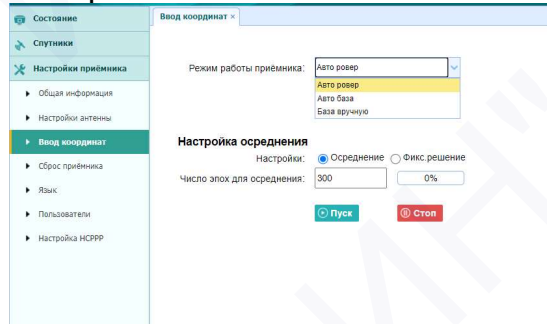 Состояние
Ввод координат ×
Спутники
Настройки приёмника
Режим работы приёмника: Авто ровер
Авто ровер
Авто база
База вручную
Общая информация
Настройки антенны
Ввод координат
Настройка осреднения
Настройки: Осреднение Фикс.решение
Сброс приёмника
Число эпох для осреднения: 300 0%
Язык
Пуск Стоп
Пользователи
Настройка HCPPP